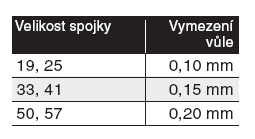 Velikost spojky Vymezení
vůle
19, 25 0,10 mm
33, 41 0,15 mm
50, 57 0,20 mm